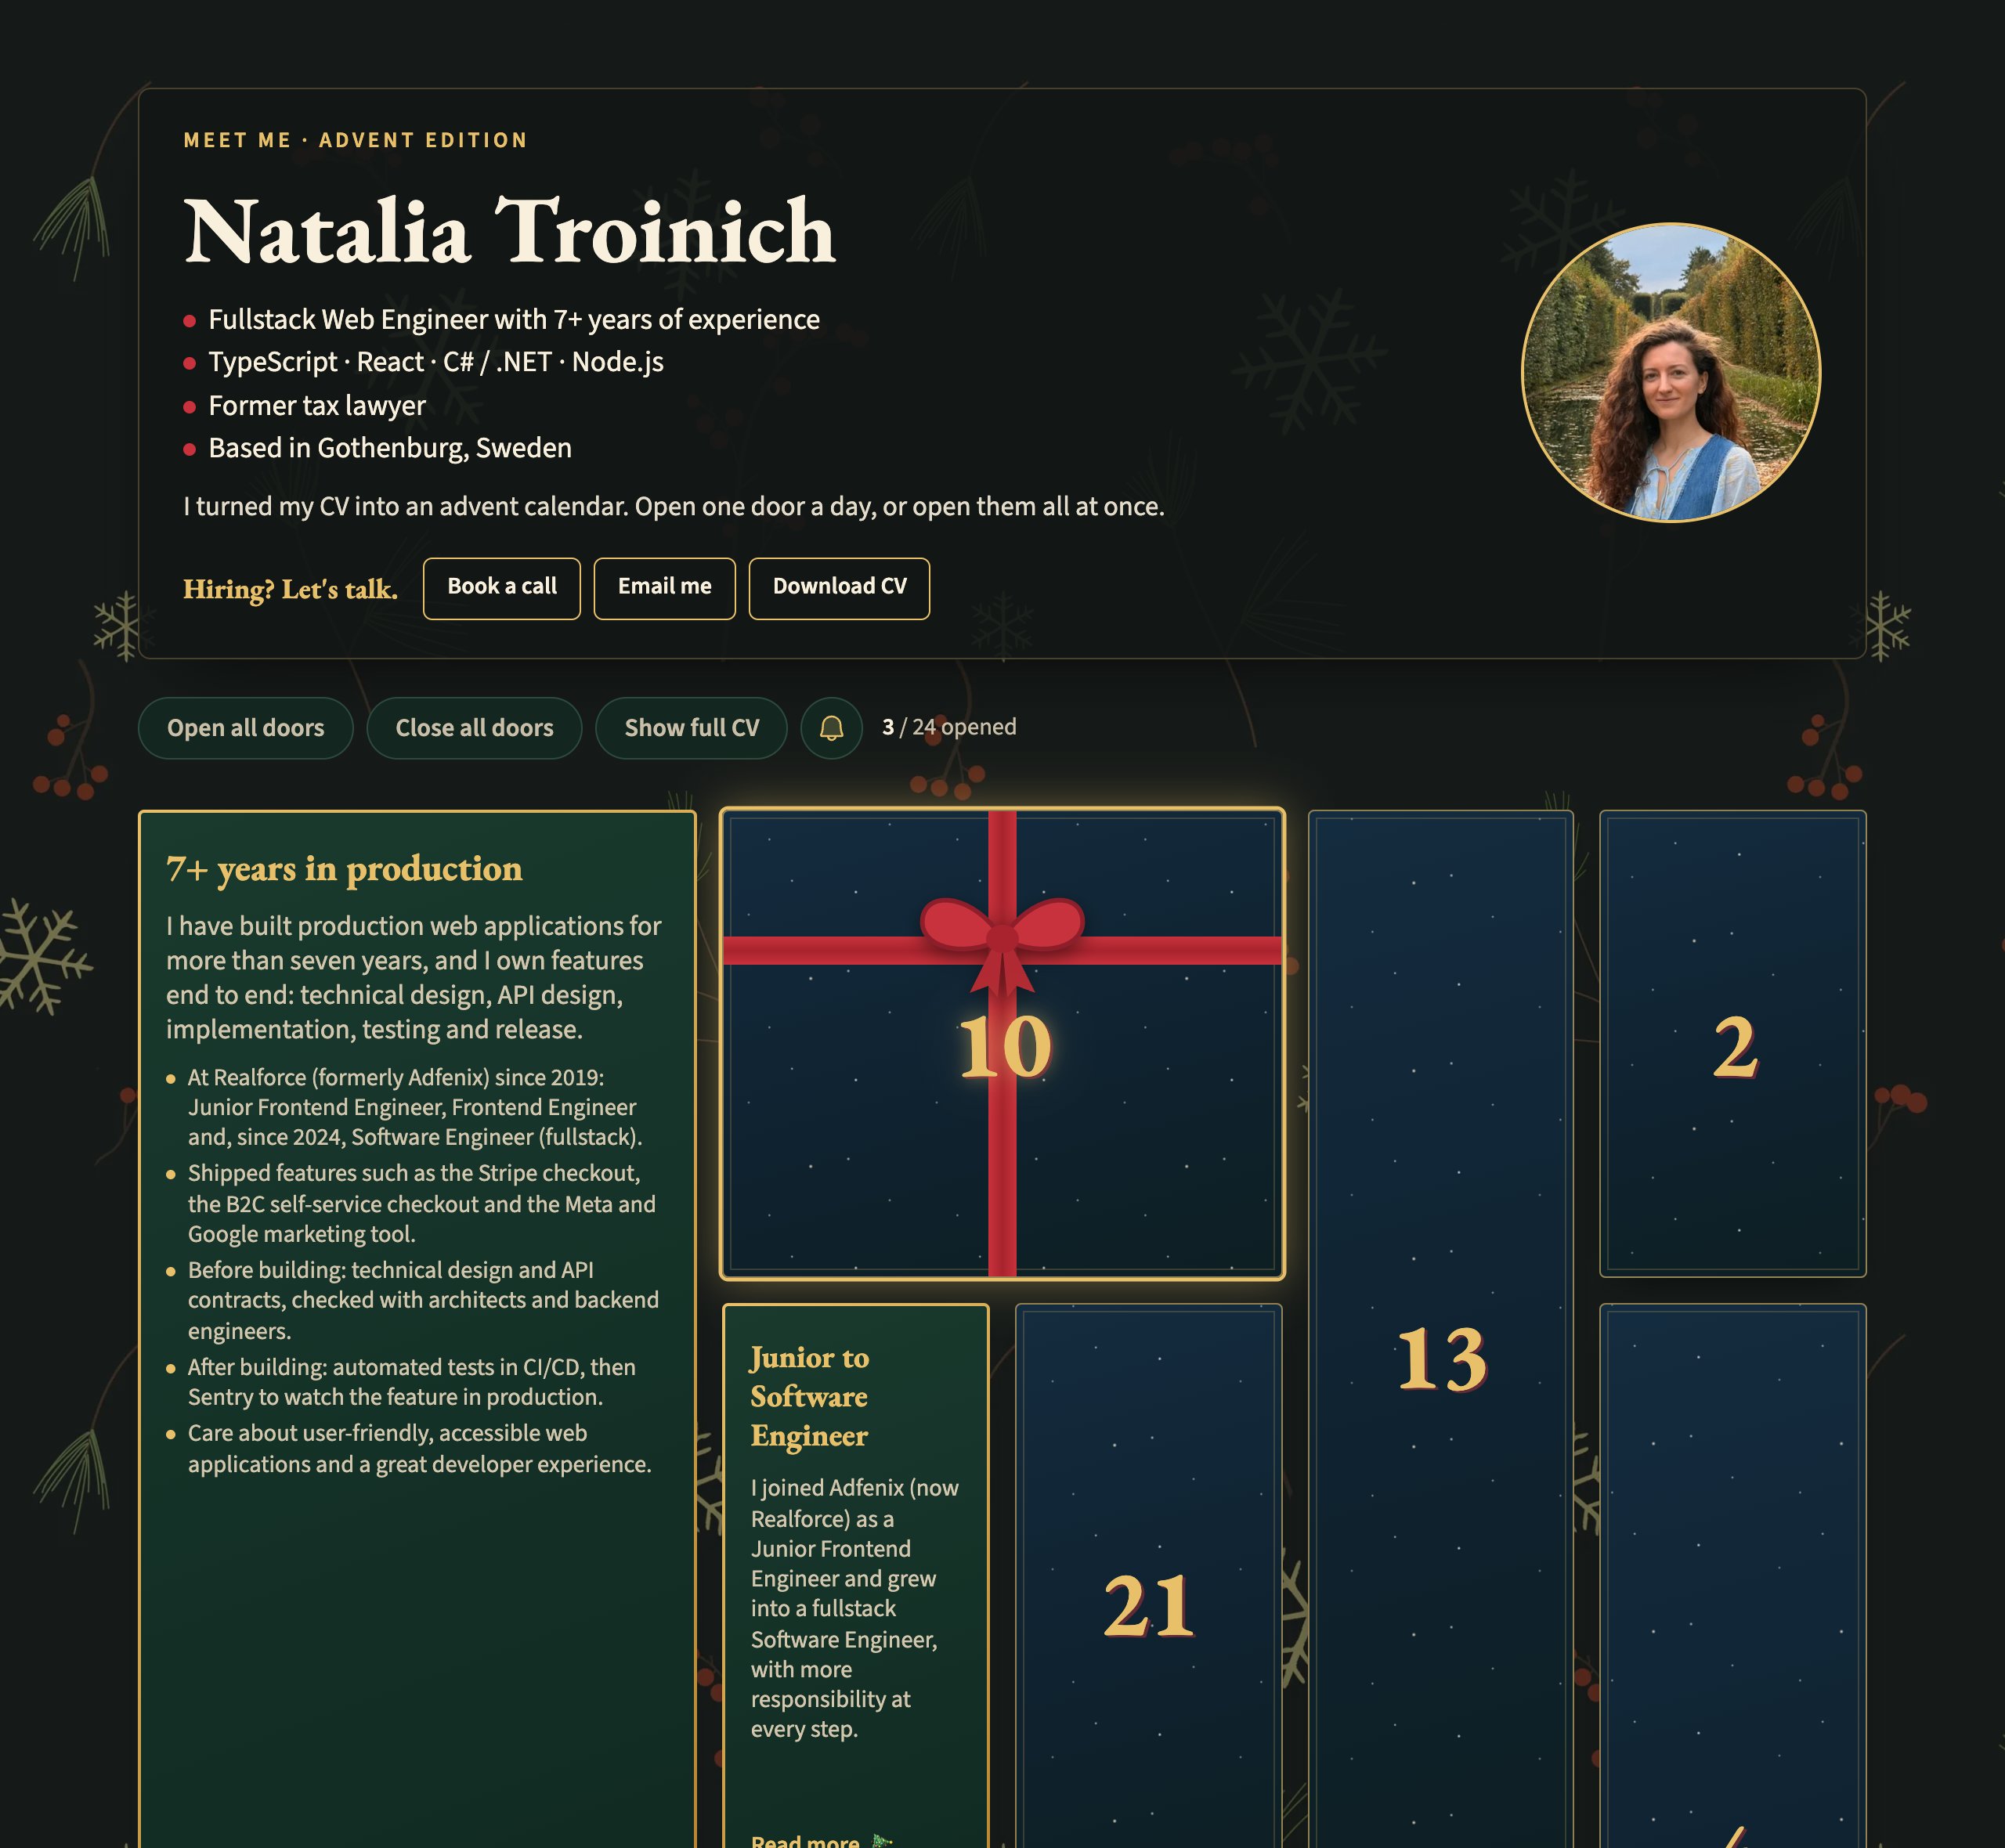 MEET ME · ADVENT EDITION
Natalia Troinich
Fullstack Web Engineer with 7+ years of experience
TypeScript · React · C# / .NET · Node.js
Former tax lawyer
Based in Gothenburg, Sweden
I turned my CV into an advent calendar. Open one door a day, or open them all at once.
Hiring? Let's talk.
Book a call
Email me
Download CV
Open all doors
Close all doors
Show full CV
3 / 24 opened
7+ years in production
I have built production web applications for
more than seven years, and I own features
end to end: technical design, API design,
implementation, testing and release.
At Realforce (formerly Adfenix) since 2019:
Junior Frontend Engineer, Frontend Engineer
and, since 2024, Software Engineer (fullstack).
Shipped features such as the Stripe checkout,
the B2C self-service checkout and the Meta and
Google marketing tool.
Before building: technical design and API
contracts, checked with architects and backend
engineers.
After building: automated tests in CI/CD, then
Sentry to watch the feature in production.
Care about user-friendly, accessible web
applications and a great developer experience.
10
13
2
Junior to
Software
Engineer
I joined Adfenix (now
Realforce) as a
Junior Frontend
Engineer and grew
into a fullstack
Software Engineer,
with more
responsibility at
every step.
Read more
21